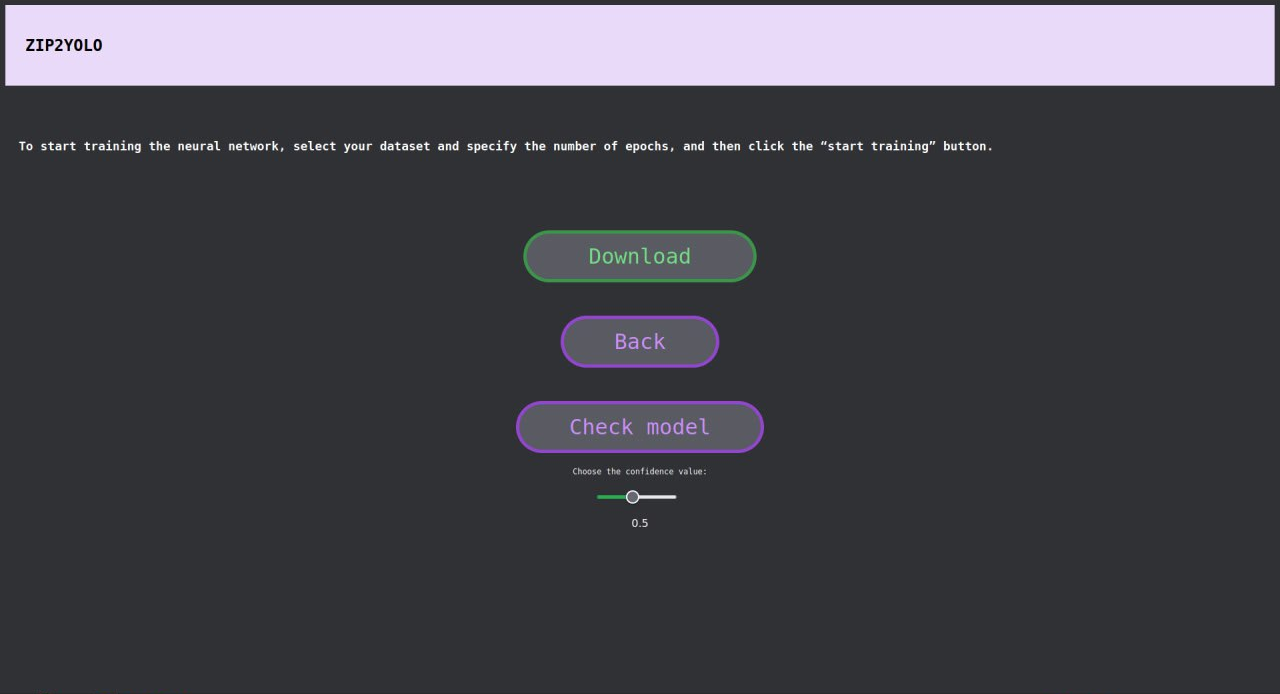 ZIP2YOLO
To start training the neural network, select your dataset and specify the number of epochs, and then click the “start training” button.
Download
Back
Check model
Choose the confidence value:
0.5